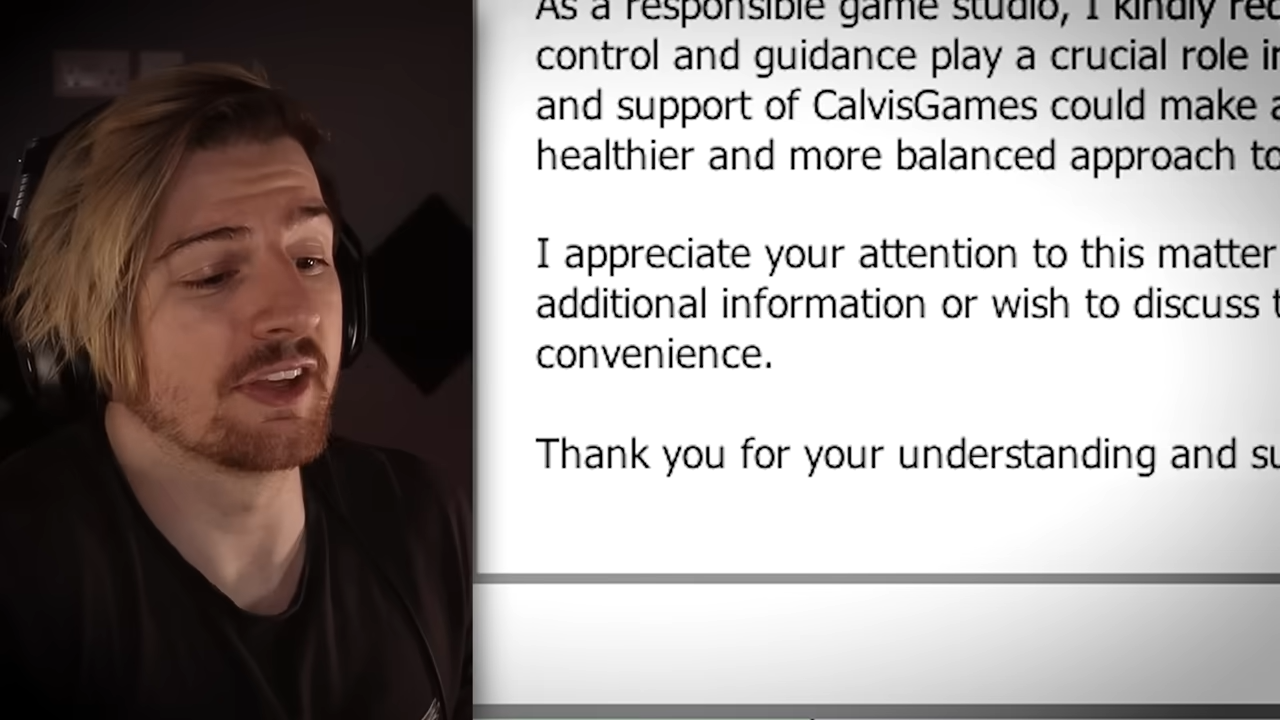 As a responsible game studio, I kindly
control and guidance play a crucial role
and support of CalvisGames could make
healthier and more balanced approach to
I appreciate your attention to this matter
additional information or wish to discuss
convenience.
Thank you for your understanding and